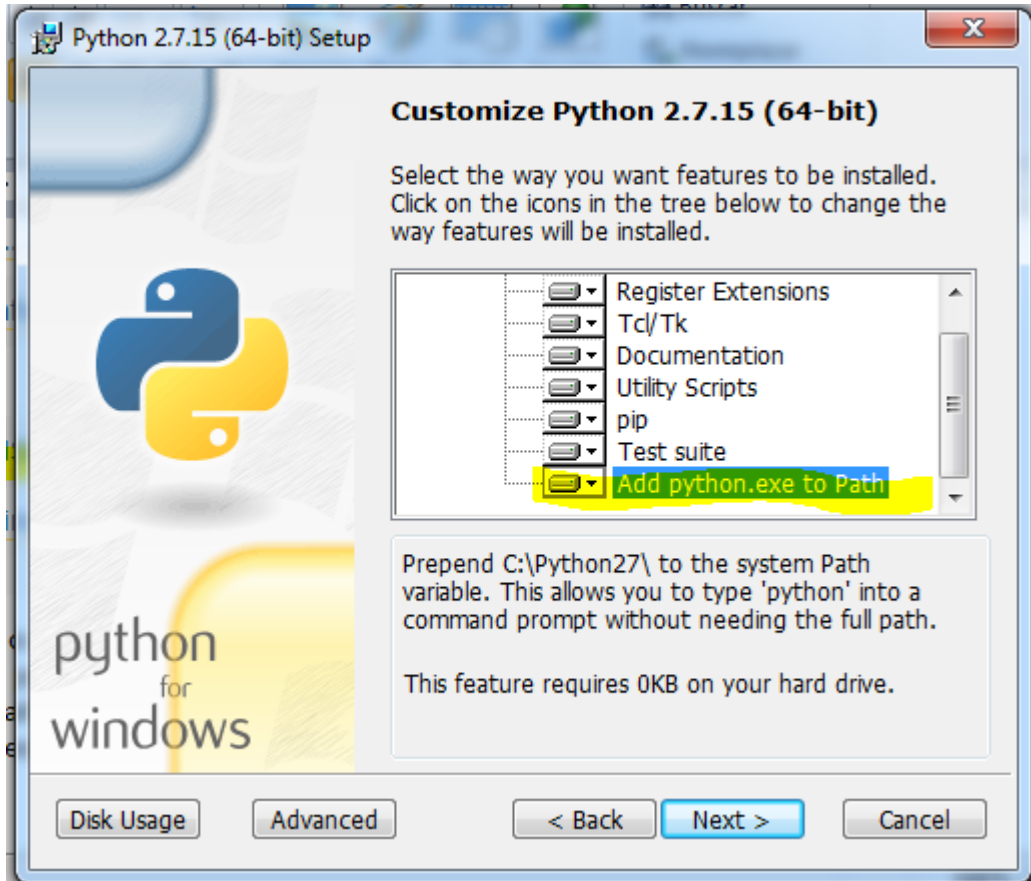 Python 2.7.15 (64-bit) Setup
Customize Python 2.7.15 (64-bit)
Select the way you want features to be installed.
Click on the icons in the tree below to change the
way features will be installed.
Register Extensions
Tcl/Tk
Documentation
Utility Scripts
pip
Test suite
Add python.exe to Path
Prepend C:\Python27\ to the system Path
variable. This allows you to type 'python' into a
command prompt without needing the full path.
This feature requires 0KB on your hard drive.
python
for
windows
Disk Usage
Advanced
< Back
Next >
Cancel